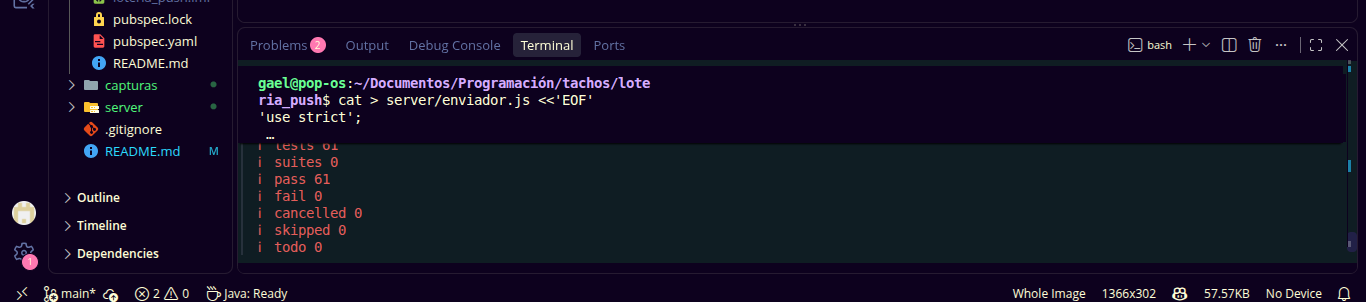 pubspec.lock
pubspec.yaml
README.md
capturas
server
.gitignore
README.md M
Outline
Timeline
Dependencies
Problems 2 Output Debug Console Terminal Ports
bash
gael@pop-os:~/Documentos/Programación/tachos/lote
ria_push$ cat > server/enviador.js <<'EOF'
'use strict';
…
i tests 61
i suites 0
i pass 61
i fail 0
i cancelled 0
i skipped 0
i todo 0
1
main* 2 0 Java: Ready Whole Image 1366x302 57.57KB No Device